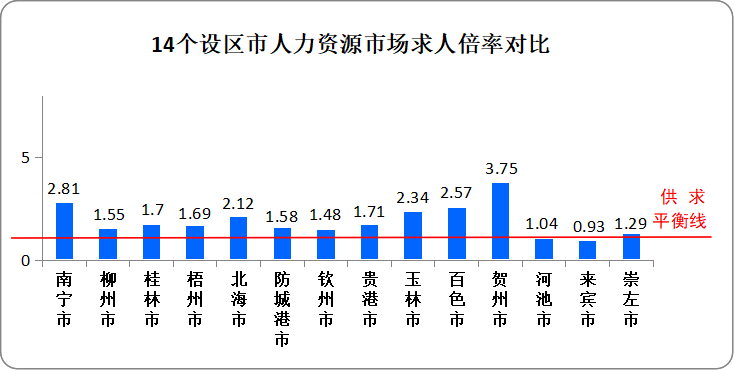 14个设区市人力资源市场求人倍率对比
5
0
2.81
1.55
1.7
1.69
2.12
1.58
1.48
1.71
2.34
2.57
3.75
1.04
0.93
1.29
供 求
平衡线
南宁市
柳州市
桂林市
梧州市
北海市
防城港市
钦州市
贵港市
玉林市
百色市
贺州市
河池市
来宾市
崇左市